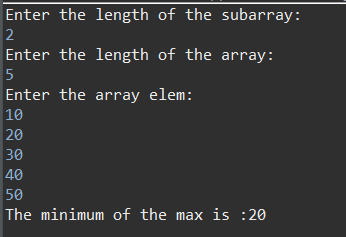 Enter the length of the subarray:
2
Enter the length of the array:
5
Enter the array elem:
10
20
30
40
50
The minimum of the max is :20